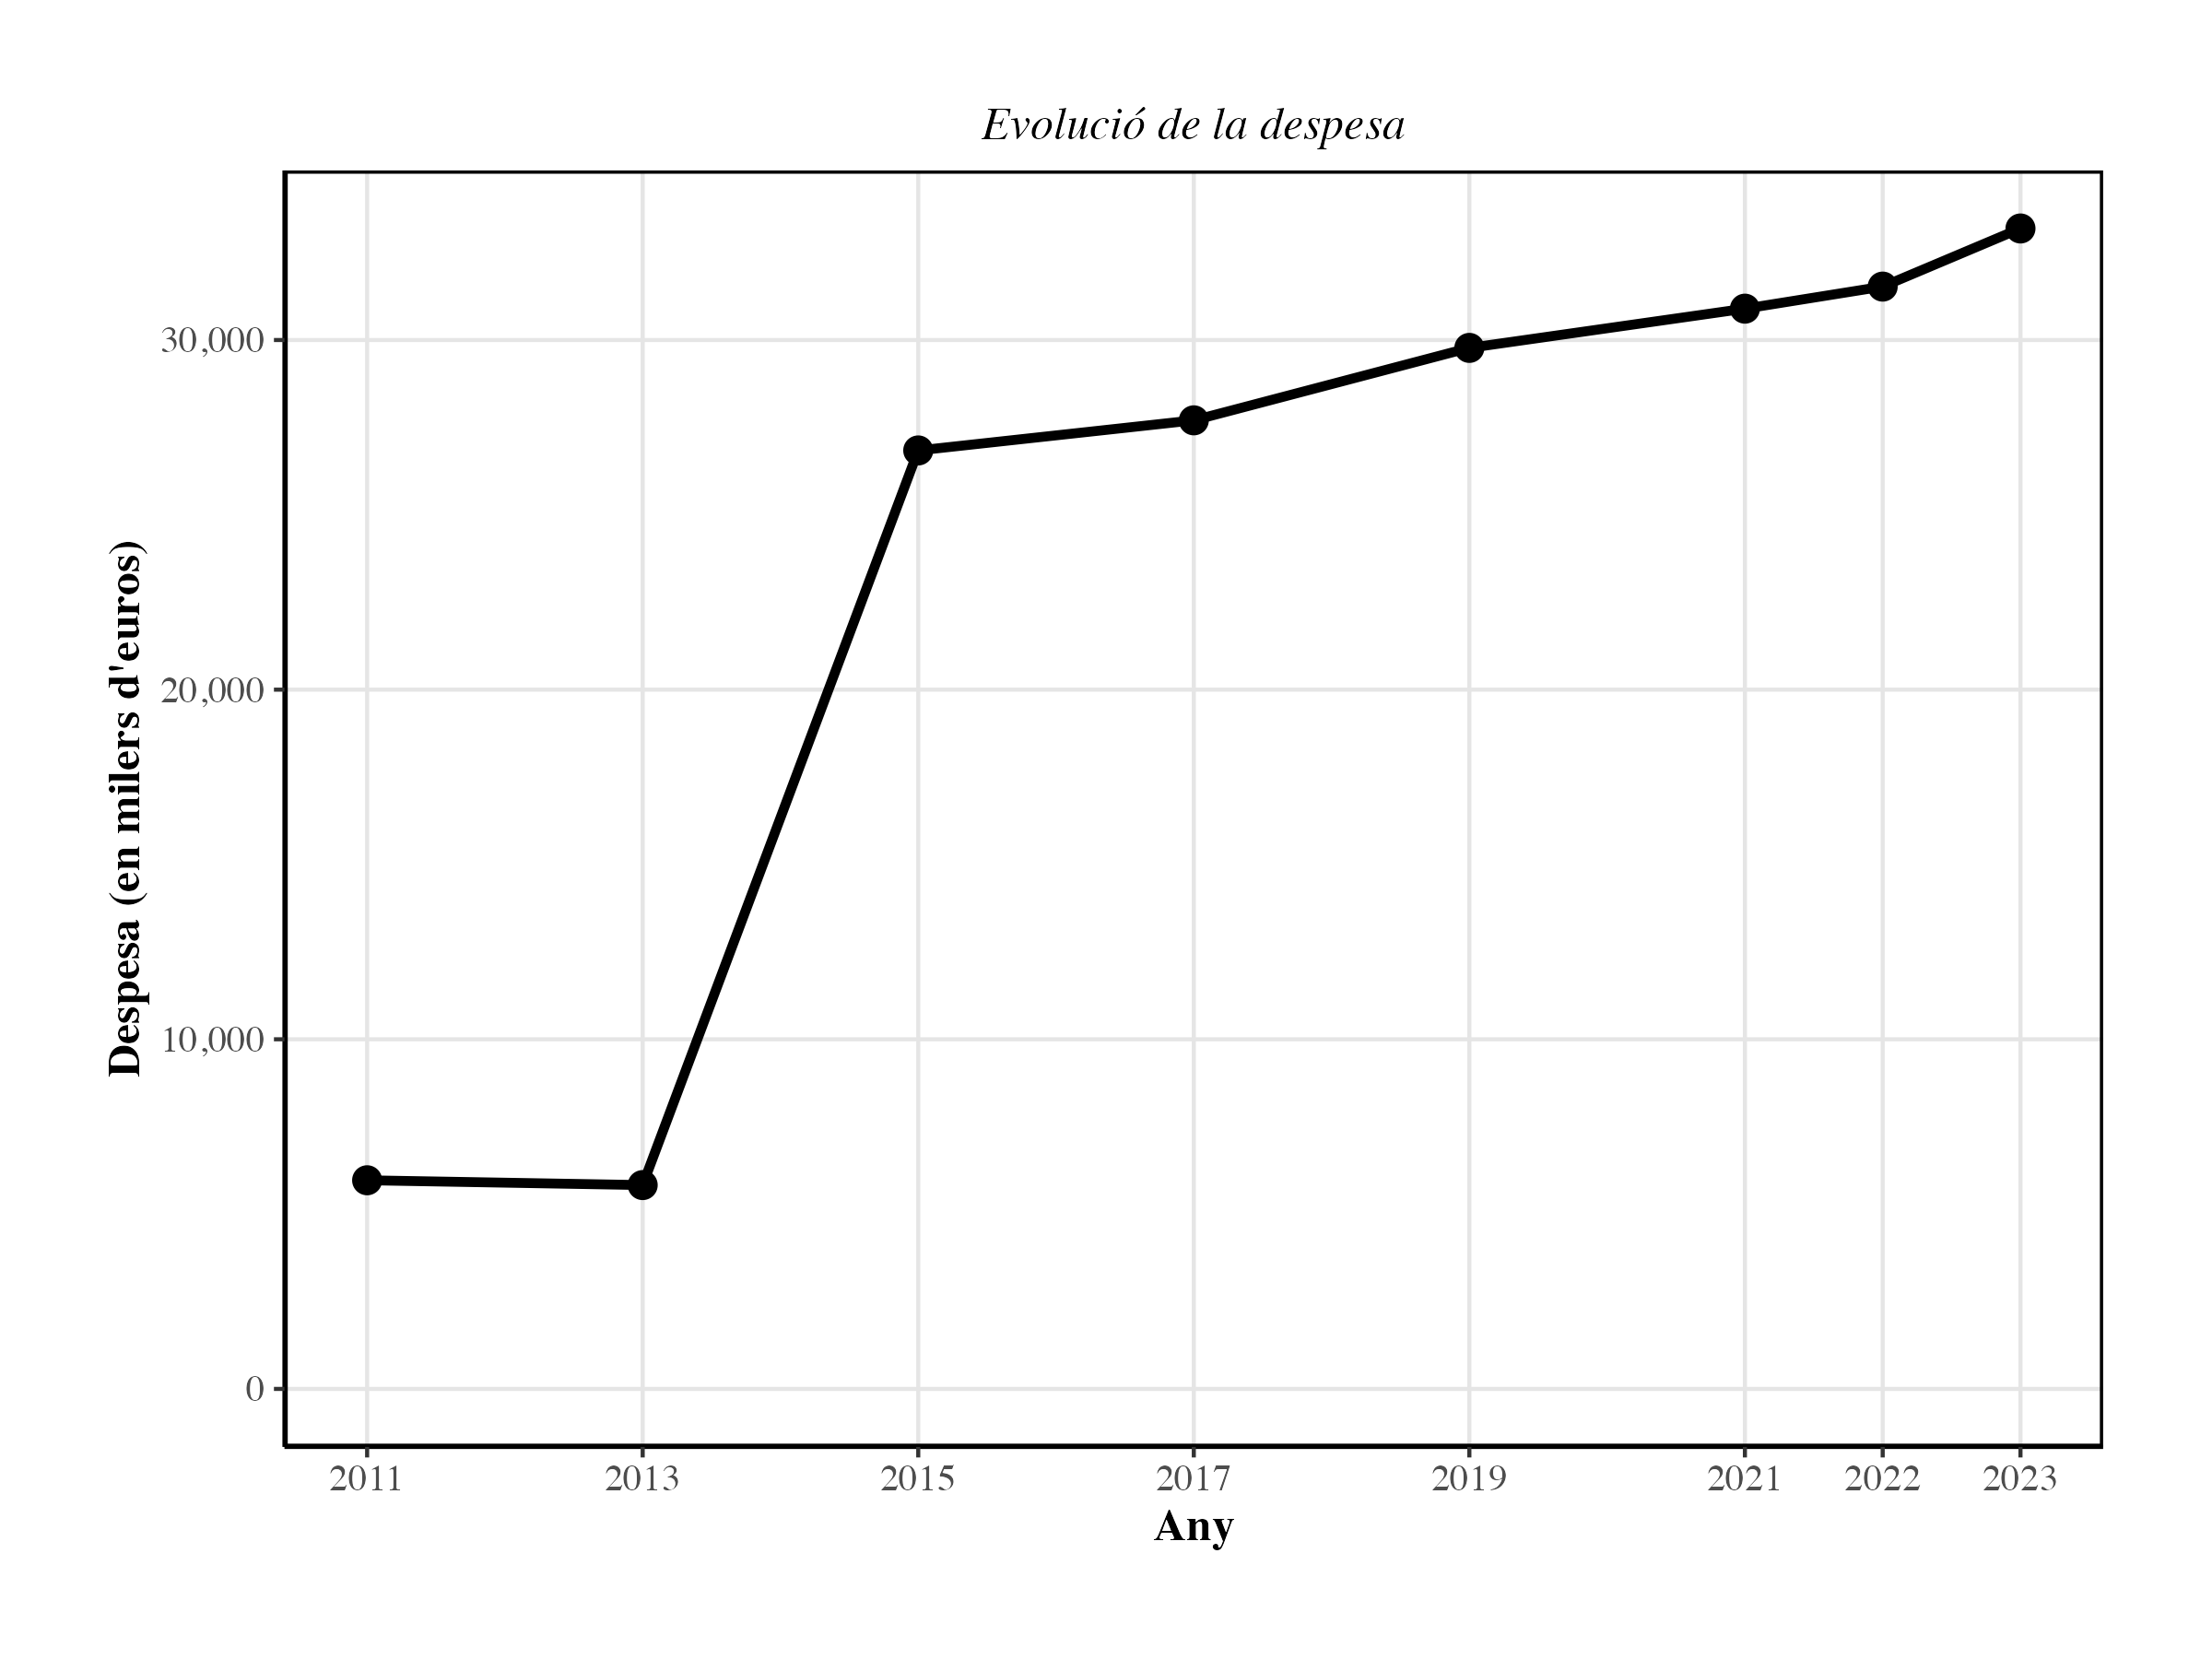 Evolució de la despesa
Despesa (en milers d'euros)
30,000
20,000
10,000
0
2011 2013 2015 2017 2019 2021 2022 2023
Any